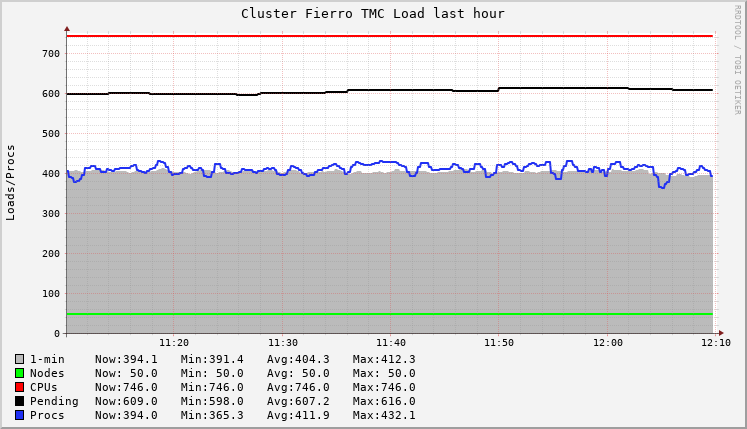 Cluster Fierro TMC Load last hour
RRDTOOL / TOBI OETIKER
Loads/Procs
700
600
500
400
300
200
100
0
11:20 11:30 11:40 11:50 12:00 12:10
1-min Now:394.1 Min:391.4 Avg:404.3 Max:412.3
Nodes Now: 50.0 Min: 50.0 Avg: 50.0 Max: 50.0
CPUs Now:746.0 Min:746.0 Avg:746.0 Max:746.0
Pending Now:609.0 Min:598.0 Avg:607.2 Max:616.0
Procs Now:394.0 Min:365.3 Avg:411.9 Max:432.1